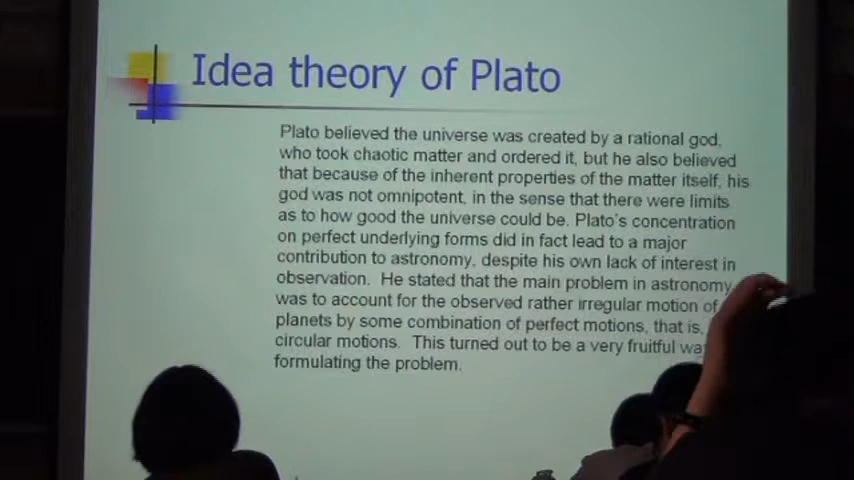 Idea theory of Plato
Plato believed the universe was created by a rational god,
who took chaotic matter and ordered it, but he also believed
that because of the inherent properties of the matter itself, his
god was not omnipotent, in the sense that there were limits
as to how good the universe could be. Plato's concentration
on perfect underlying forms did in fact lead to a major
contribution to astronomy, despite his own lack of interest in
observation. He stated that the main problem in astronomy
was to account for the observed rather irregular motion of
planets by some combination of perfect motions, that is,
circular motions. This turned out to be a very fruitful
formulating the problem.